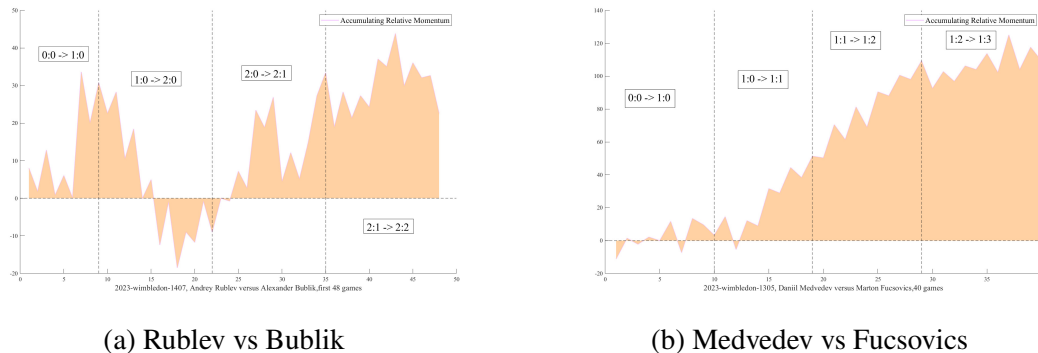 50
40
30
20
10
0
-10
-20
0 5 10 15 20 25 30 35 40 45 50
Accumulating Relative Momentum
0:0 -> 1:0
1:0 -> 2:0
2:0 -> 2:1
2:1 -> 2:2
2023-wimbledon-1407, Andrey Rublev versus Alexander Bublik,first 48 games
(a) Rublev vs Bublik
140
120
100
80
60
40
20
0
-20
0 5 10 15 20 25 30 35
Accumulating Relative Momentum
0:0 -> 1:0
1:0 -> 1:1
1:1 -> 1:2
1:2 -> 1:3
2023-wimbledon-1305, Daniil Medvedev versus Marton Fucsovics,40 games
(b) Medvedev vs Fucsovics